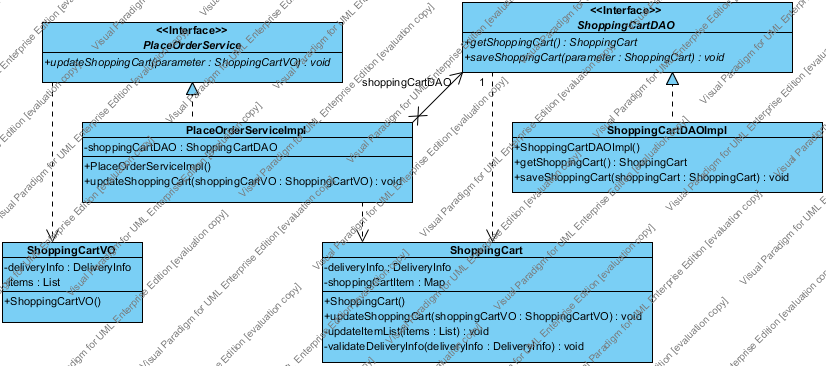 <<Interface>>
PlaceOrderService
+updateShoppingCart(parameter : ShoppingCartVO) : void
<<Interface>>
ShoppingCartDAO
+getShoppingCart() : ShoppingCart
+saveShoppingCart(parameter : ShoppingCart) : void
shoppingCartDAO
1
PlaceOrderServiceImpl
-shoppingCartDAO : ShoppingCartDAO
+PlaceOrderServiceImpl()
+updateShoppingCart(shoppingCartVO : ShoppingCartVO) : void
ShoppingCartDAOImpl
+ShoppingCartDAOImpl()
+getShoppingCart() : ShoppingCart
+saveShoppingCart(shoppingCart : ShoppingCart) : void
ShoppingCartVO
-deliveryInfo : DeliveryInfo
-items : List
+ShoppingCartVO()
ShoppingCart
-deliveryInfo : DeliveryInfo
-shoppingCartItem : Map
+ShoppingCart()
+updateShoppingCart(shoppingCartVO : ShoppingCartVO) : void
-updateItemList(items : List) : void
-validateDeliveryInfo(deliveryInfo : DeliveryInfo) : void
Visual Paradigm for UML Enterprise Edition [evaluation copy]